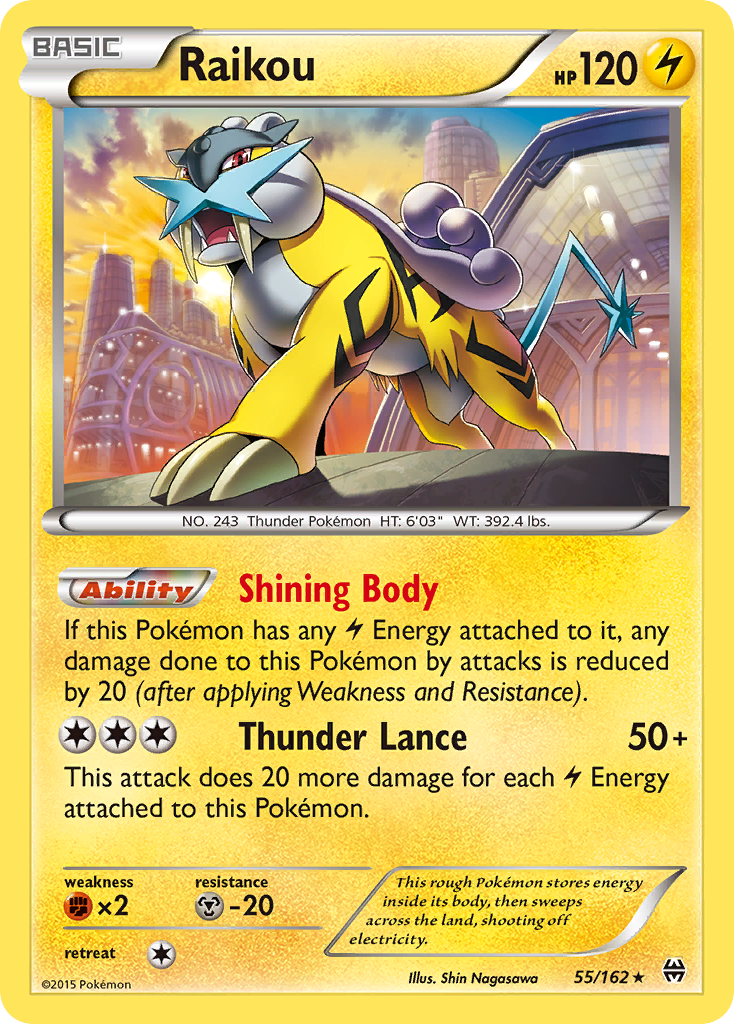 BASIC Raikou HP 120
NO. 243 Thunder Pokémon HT: 6'03" WT: 392.4 lbs.
Ability Shining Body
If this Pokémon has any Energy attached to it, any
damage done to this Pokémon by attacks is reduced
by 20 (after applying Weakness and Resistance).
Thunder Lance 50+
This attack does 20 more damage for each Energy
attached to this Pokémon.
weakness resistance
×2 -20
retreat
This rough Pokémon stores energy
inside its body, then sweeps
across the land, shooting off
electricity.
©2015 Pokémon Illus. Shin Nagasawa 55/162 ★